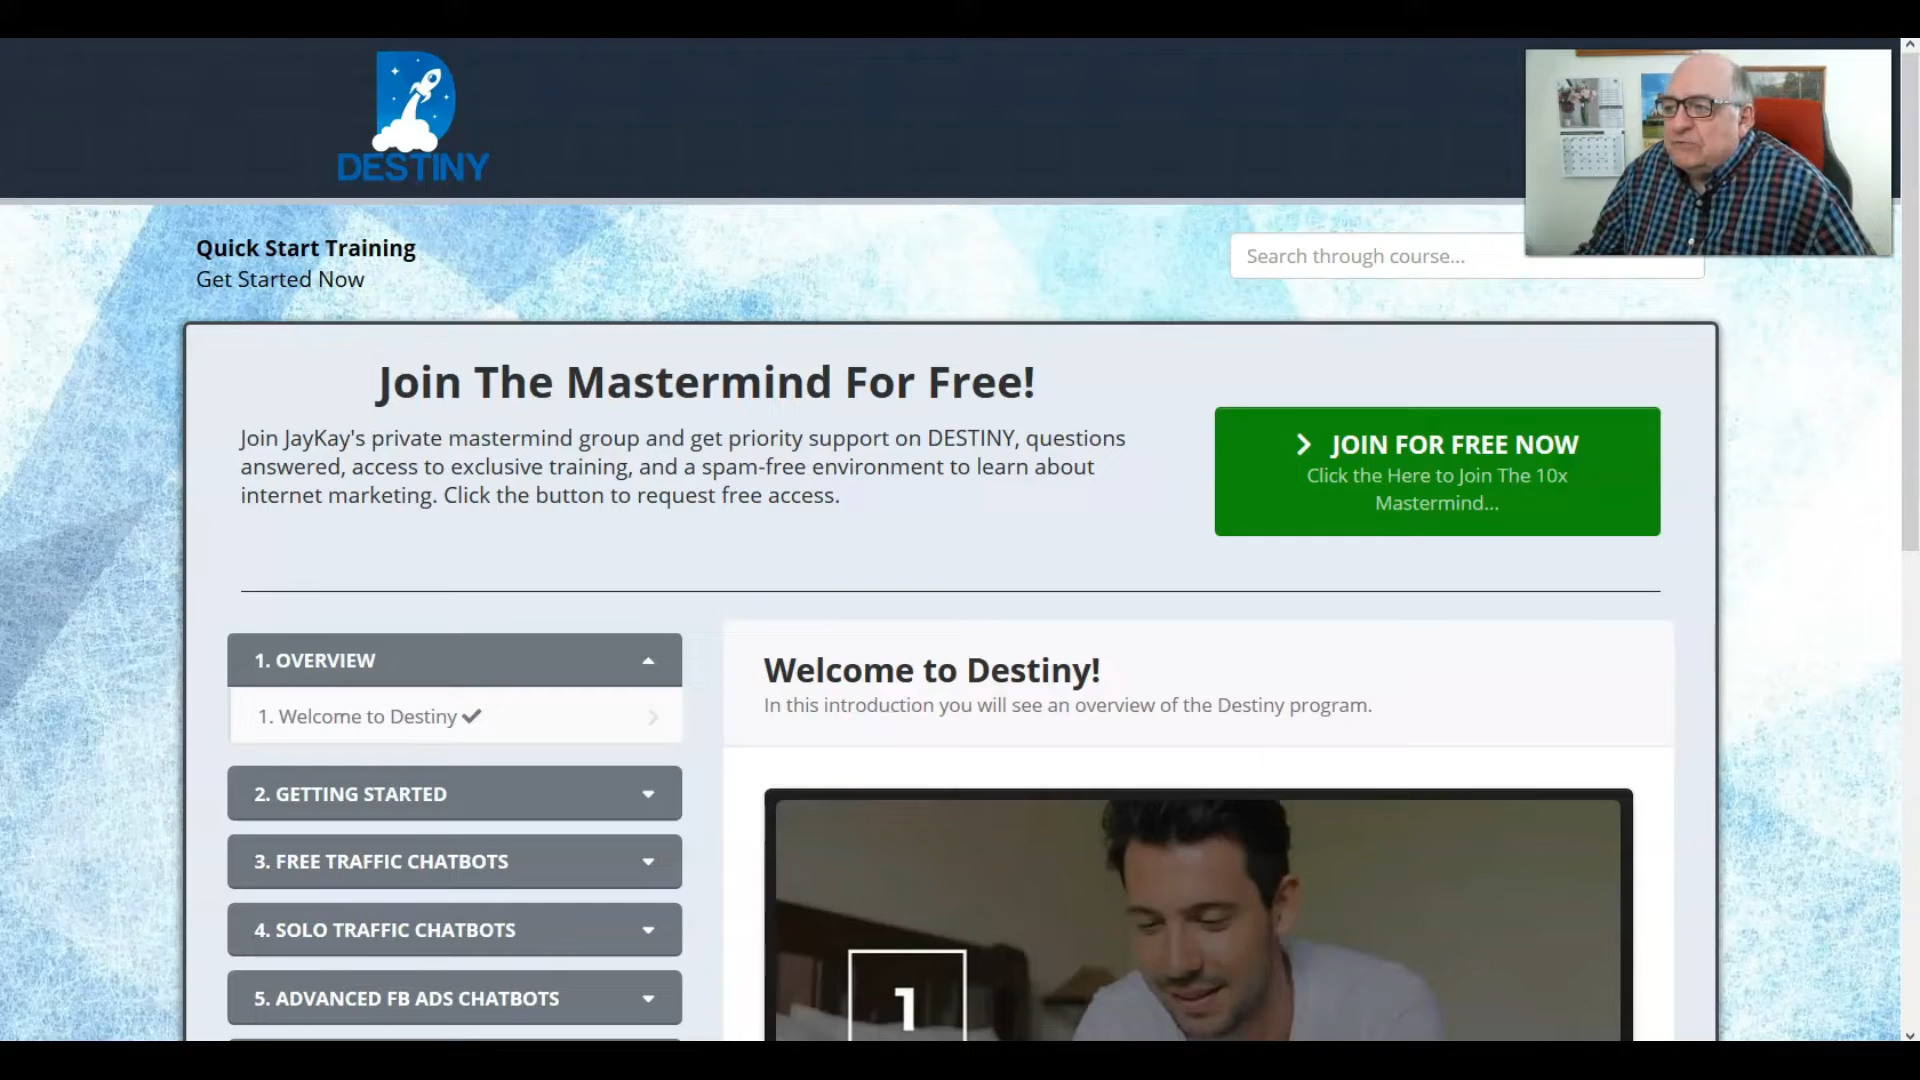 DESTINY
Quick Start Training
Get Started Now
Search through course...
Join The Mastermind For Free!
Join JayKay's private mastermind group and get priority support on DESTINY, questions
answered, access to exclusive training, and a spam-free environment to learn about
internet marketing. Click the button to request free access.
JOIN FOR FREE NOW
Click the Here to Join The 10x
Mastermind...
1. OVERVIEW
1. Welcome to Destiny
2. GETTING STARTED
3. FREE TRAFFIC CHATBOTS
4. SOLO TRAFFIC CHATBOTS
5. ADVANCED FB ADS CHATBOTS
Welcome to Destiny!
In this introduction you will see an overview of the Destiny program.
1